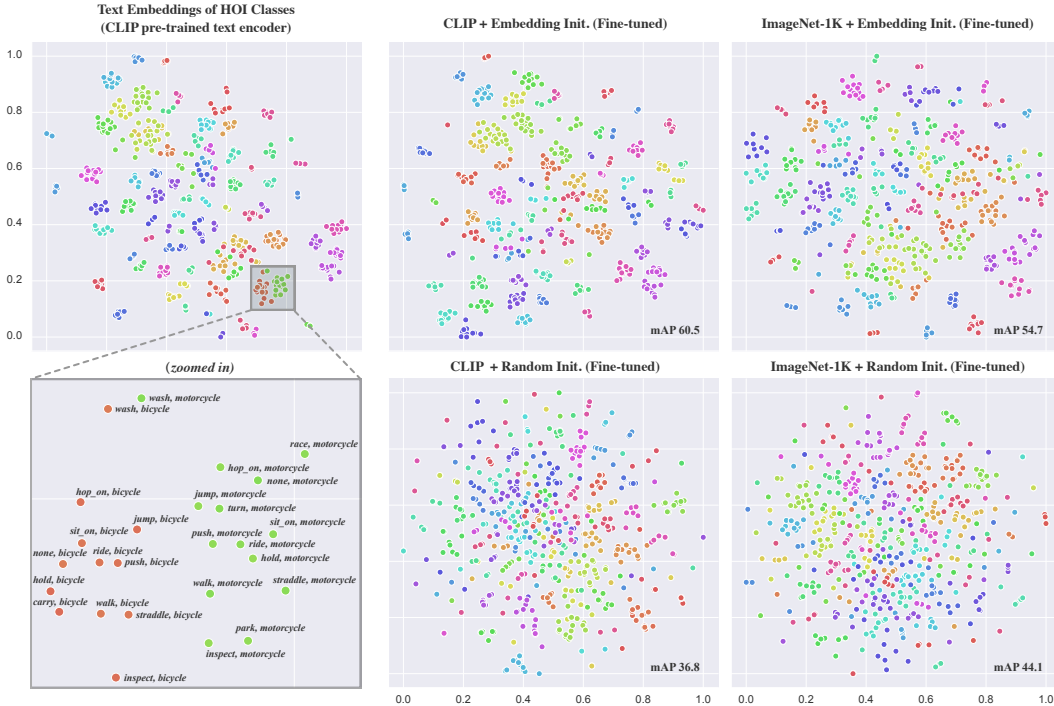 Text Embeddings of HOI Classes
(CLIP pre-trained text encoder)
CLIP + Embedding Init. (Fine-tuned)
ImageNet-1K + Embedding Init. (Fine-tuned)
1.0
0.8
0.6
0.4
0.2
0.0
mAP 60.5
mAP 54.7
(zoomed in)
CLIP + Random Init. (Fine-tuned)
ImageNet-1K + Random Init. (Fine-tuned)
wash, motorcycle
wash, bicycle
race, motorcycle
hop_on, motorcycle
none, motorcycle
hop_on, bicycle
jump, motorcycle
turn, motorcycle
jump, bicycle
sit_on, motorcycle
sit_on, bicycle
push, motorcycle
ride, motorcycle
none, bicycle
ride, bicycle
push, bicycle
hold, motorcycle
hold, bicycle
walk, motorcycle
straddle, motorcycle
carry, bicycle
walk, bicycle
straddle, bicycle
park, motorcycle
inspect, motorcycle
inspect, bicycle
mAP 36.8
mAP 44.1
0.0 0.2 0.4 0.6 0.8 1.0
0.0 0.2 0.4 0.6 0.8 1.0